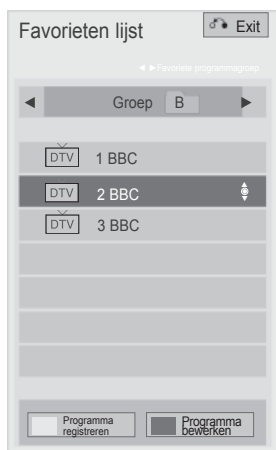 Favorieten lijst
Exit
◄ ►Favoriete programmagroep
◄ Groep B ►
DTV 1 BBC
DTV 2 BBC
DTV 3 BBC
Programma
registreren
Programma
bewerken